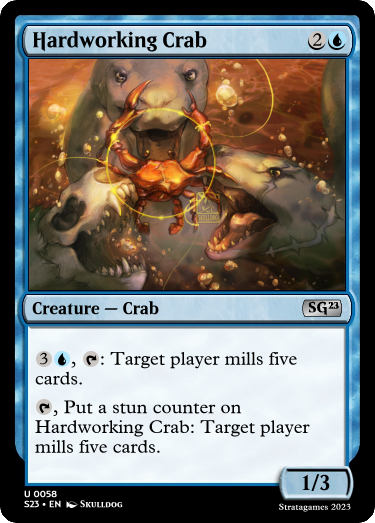 Hardworking Crab 2
Creature — Crab SG23
3 , : Target player mills five
cards.
, Put a stun counter on
Hardworking Crab: Target player
mills five cards.
1/3
U 0058
S23 • EN SKULLDOG
Stratagames 2023